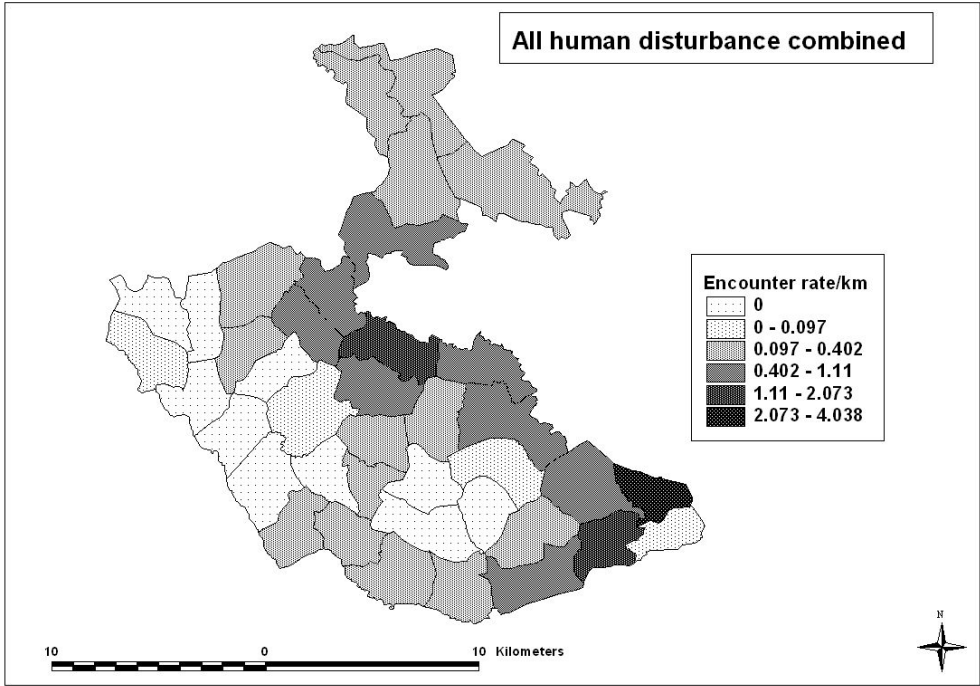 All human disturbance combined
Encounter rate/km
0
0 - 0.097
0.097 - 0.402
0.402 - 1.11
1.11 - 2.073
2.073 - 4.038
N
10 0 10 Kilometers